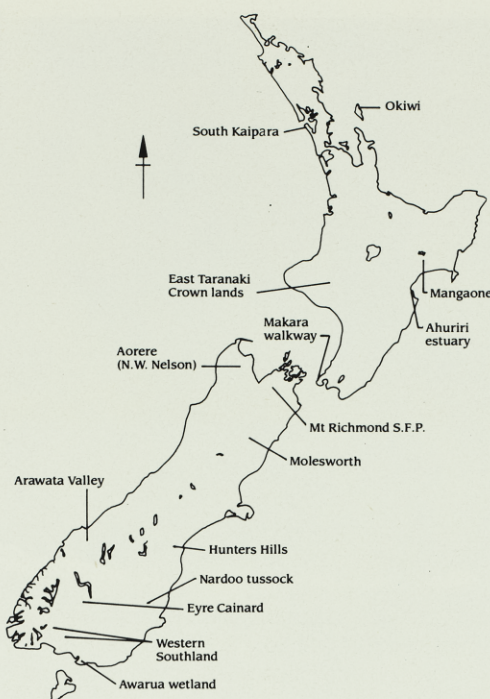 Okiwi
South Kaipara
East Taranaki
Crown lands
Mangaone
Makara
walkway
Ahuriri
estuary
Aorere
(N.W. Nelson)
Mt Richmond S.F.P.
Molesworth
Arawata Valley
Hunters Hills
Nardoo tussock
Eyre Cainard
Western
Southland
Awarua wetland